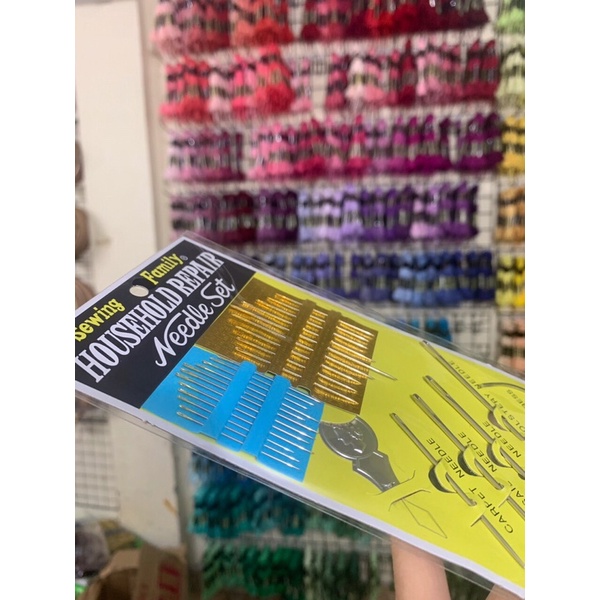 Sewing Family®
HOUSEHOLD REPAIR
Needle Set
CARPET NEEDLE
NEEDLE